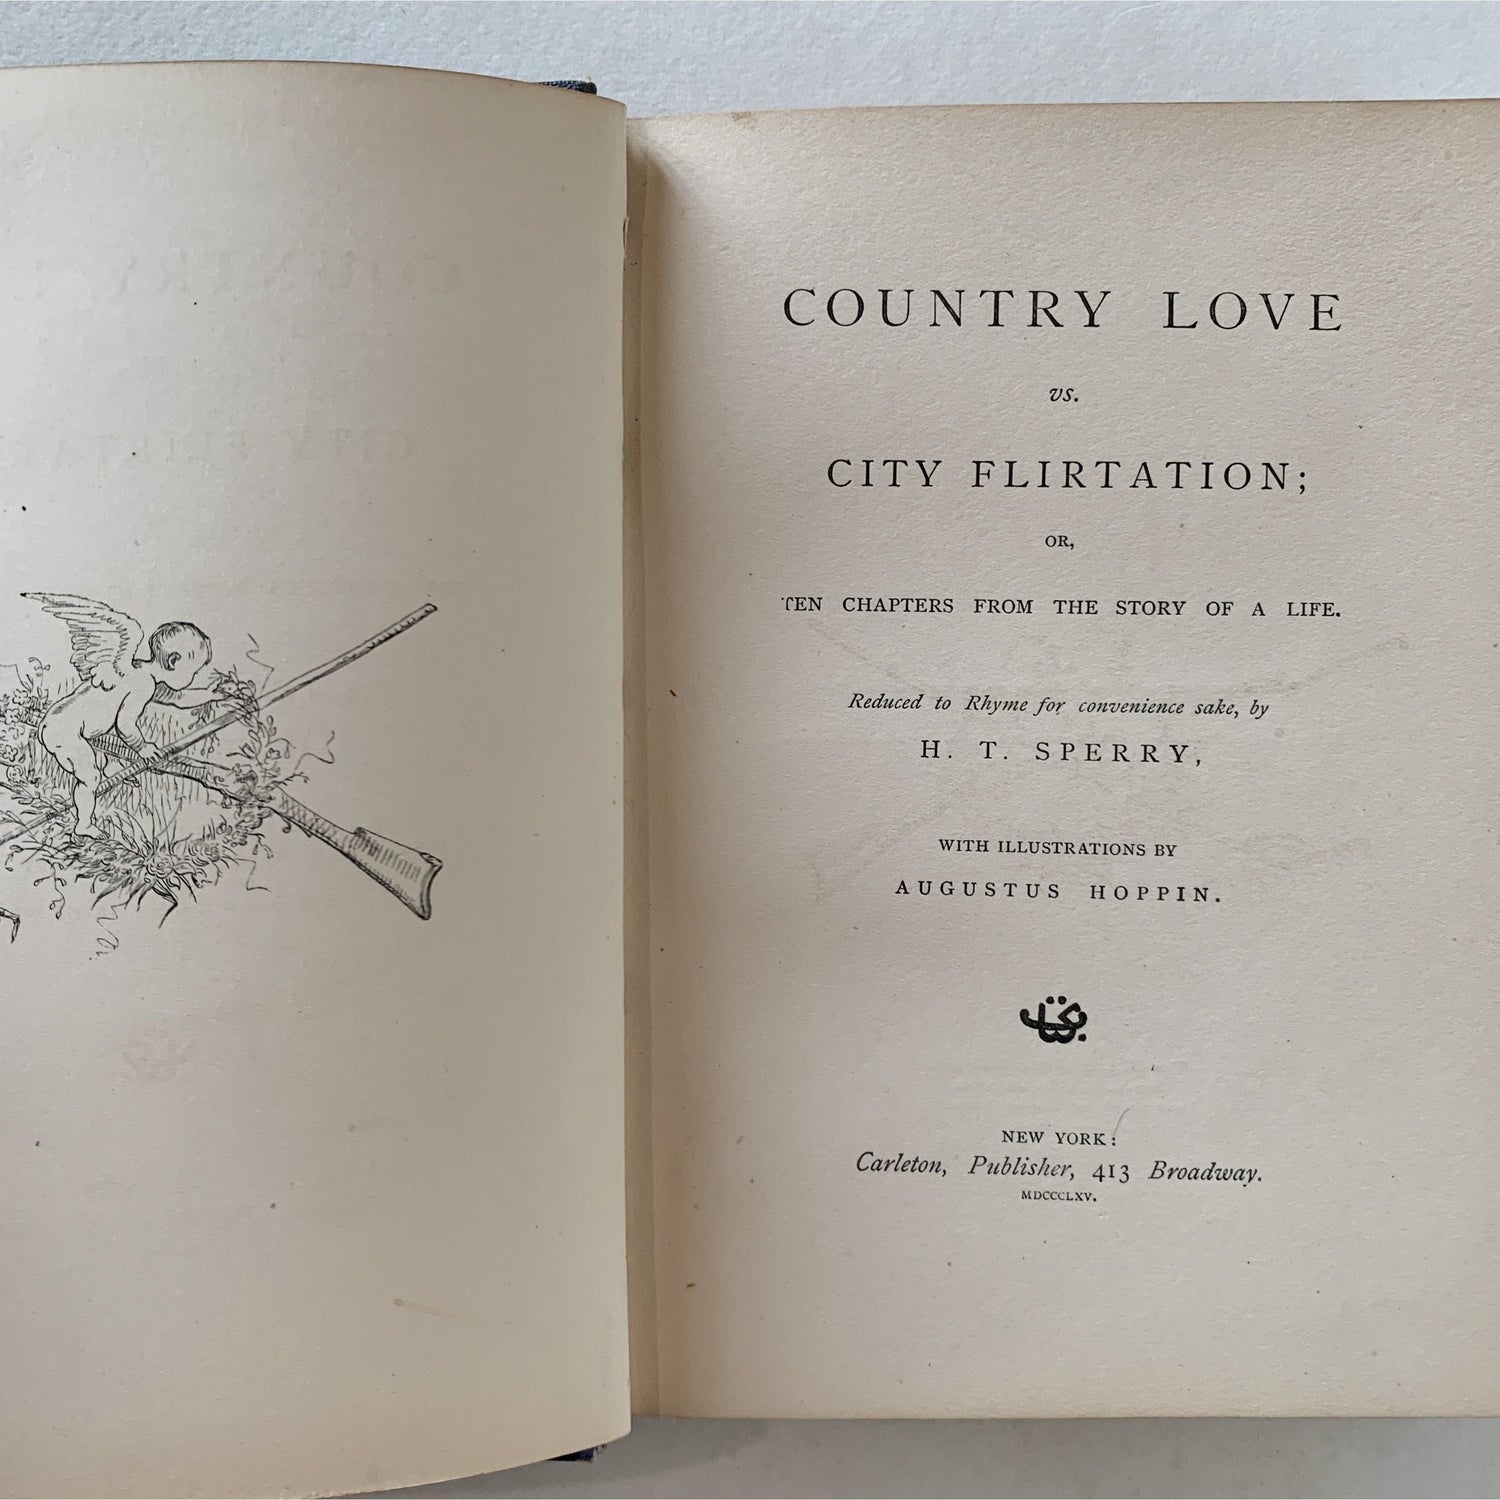 COUNTRY LOVE
vs.
CITY FLIRTATION;
OR,
TEN CHAPTERS FROM THE STORY OF A LIFE.
Reduced to Rhyme for convenience sake, by
H. T. SPERRY,
WITH ILLUSTRATIONS BY
AUGUSTUS HOPPIN.
NEW YORK:
Carleton, Publisher, 413 Broadway.
MDCCCLXV.